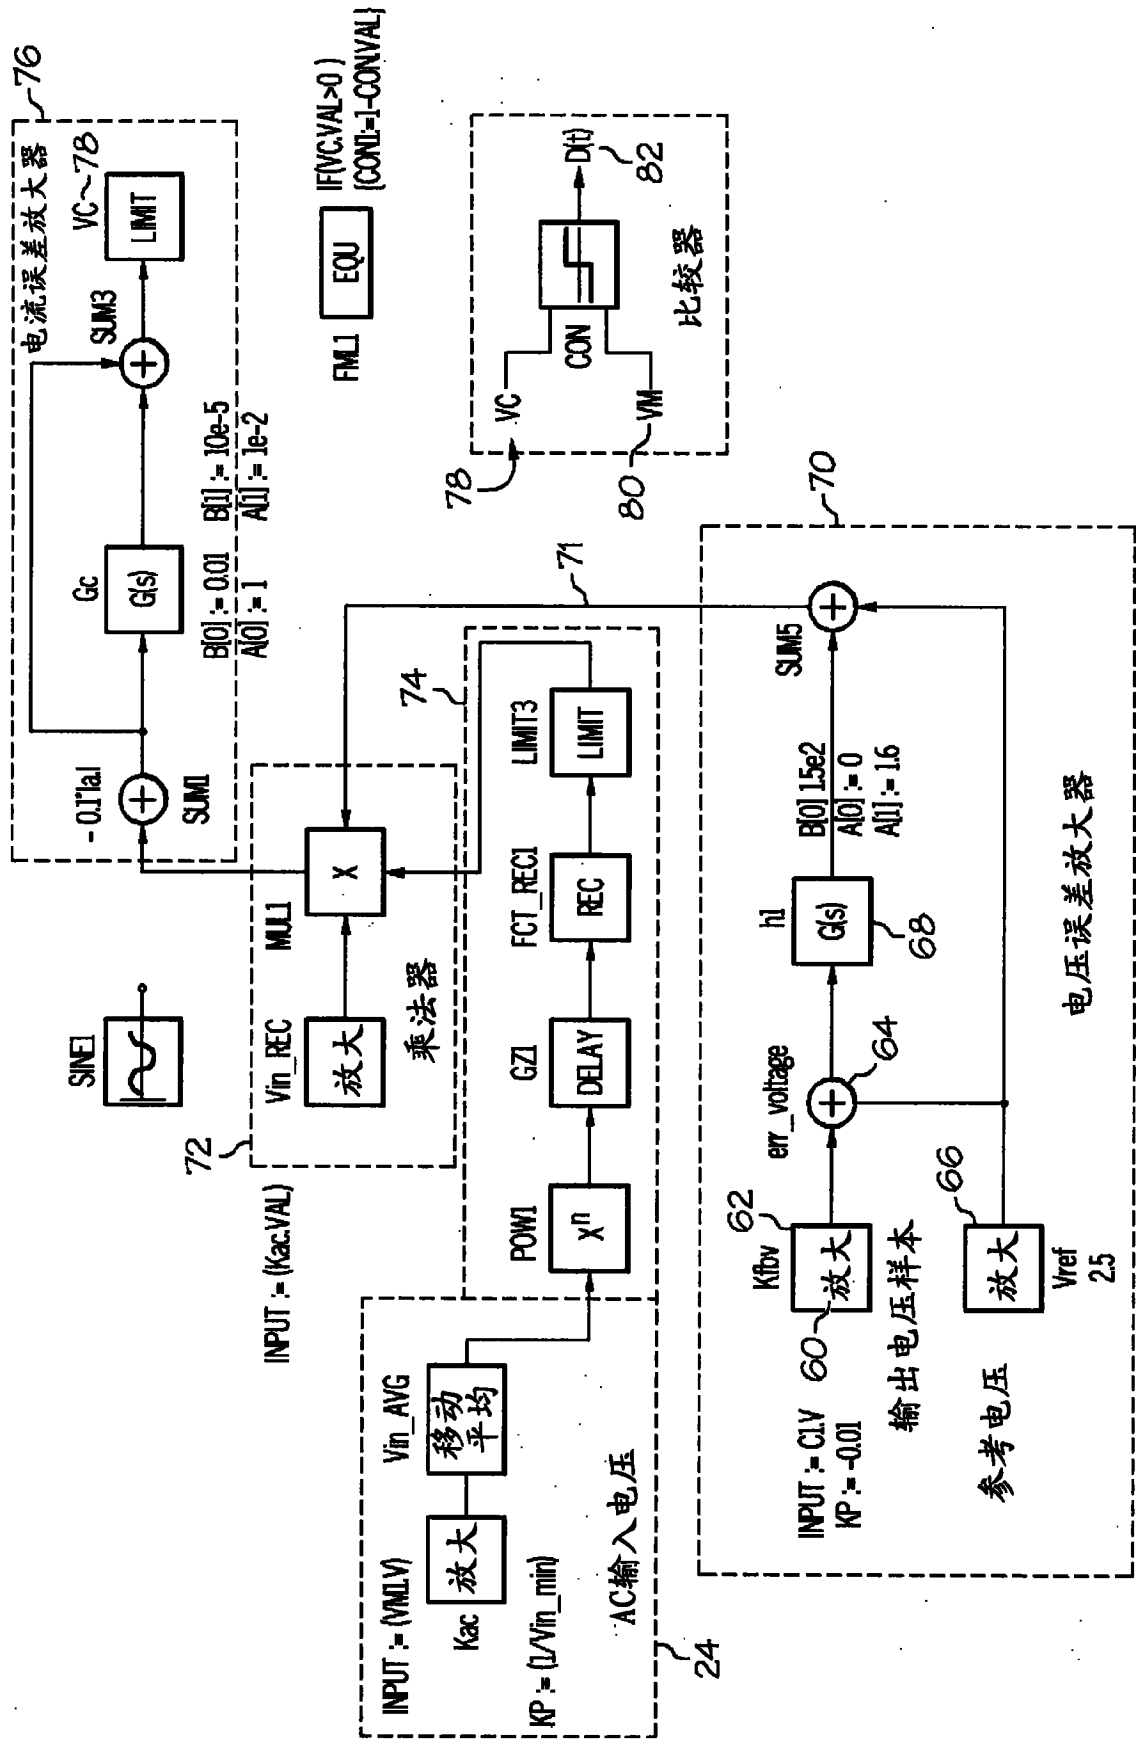 76
电流误差放大器
-0.1*Ia.I
SUM1
Gc
G(s)
B[0] := 0.01 B[1] := 10e-5
A[0] := 1 A[1] := 1e-2
SUM3
VC~78
LIMIT
SINE1
FML1
EQU
IF(VC.VAL>0 )
{CON1:=1-CON.VAL}
72
INPUT := (Kac.VAL)
Vin_REC
放大
MUL1
X
乘法器
78
VC
80
VM
CON
D(t)
82
比较器
71
74
POW1
Xⁿ
GZ1
DELAY
FCT_REC1
REC
LIMIT3
LIMIT
INPUT := (VM1.V)
Kac
放大
KP := (1/Vin_min)
Vin_AVG
移动
平均
AC输入电压
24
70
INPUT := C1.V
KP := -0.01
60
Kfbv
62
放大
输出电压样本
err_voltage
64
h1
G(s)
68
B[0] 1.5e2
A[0] := 0
A[1] := 1.6
SUM5
参考电压
66
放大
Vref
2.5
电压误差放大器